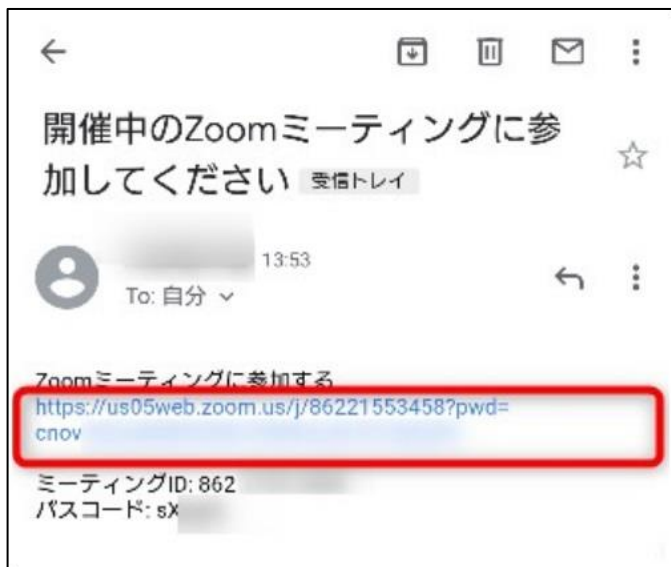 開催中のZoomミーティングに参
加してください 受信トレイ
13:53
To: 自分
Zoomミーティングに参加する
https://us05web.zoom.us/j/86221553458?pwd=
cnov
ミーティングID: 862
パスコード: sX